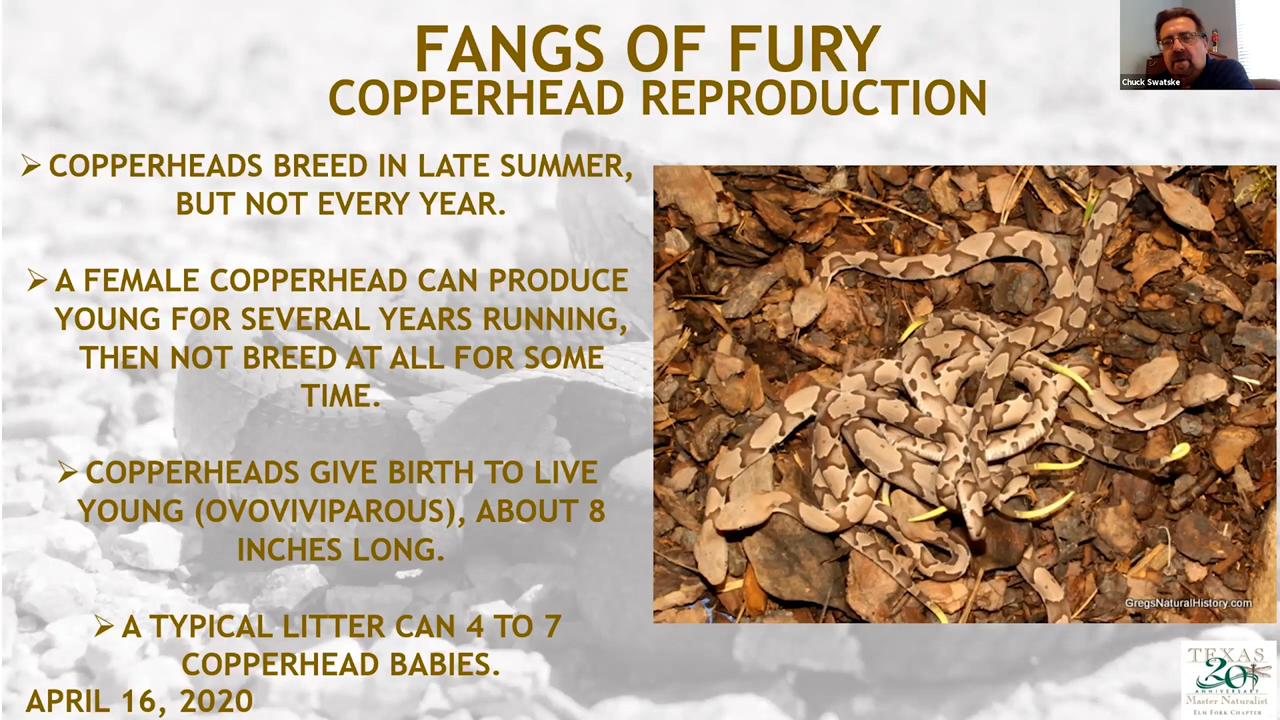 FANGS OF FURY
COPPERHEAD REPRODUCTION
Chuck Swatske
➢ COPPERHEADS BREED IN LATE SUMMER,
BUT NOT EVERY YEAR.
➢ A FEMALE COPPERHEAD CAN PRODUCE
YOUNG FOR SEVERAL YEARS RUNNING,
THEN NOT BREED AT ALL FOR SOME
TIME.
➢ COPPERHEADS GIVE BIRTH TO LIVE
YOUNG (OVOVIVIPAROUS), ABOUT 8
INCHES LONG.
➢ A TYPICAL LITTER CAN 4 TO 7
COPPERHEAD BABIES.
APRIL 16, 2020
GregsNaturalHistory.com
TEXAS
20
ANNIVERSARY
Master Naturalist
ELM FORK CHAPTER